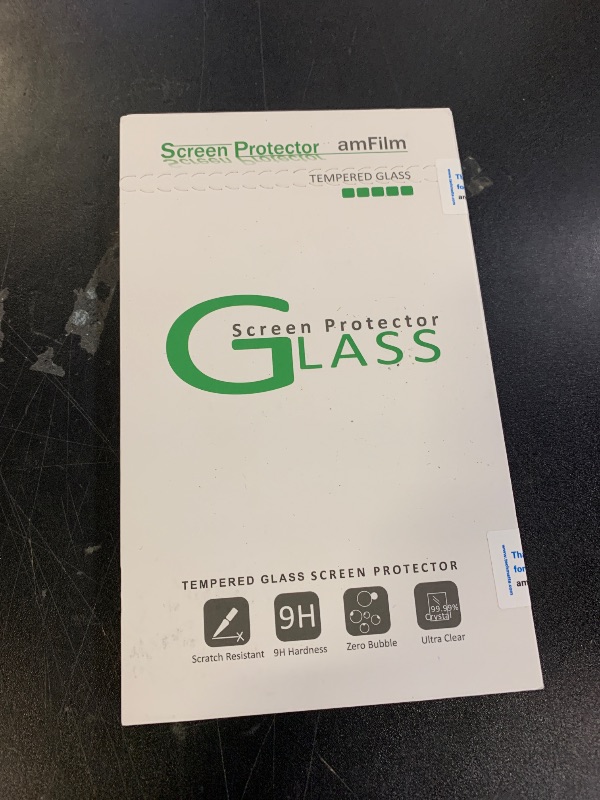 Screen Protector amFilm
TEMPERED GLASS
Screen Protector
GLASS
TEMPERED GLASS SCREEN PROTECTOR
9H
99.99%
Crystal
Scratch Resistant 9H Hardness Zero Bubble Ultra Clear
for